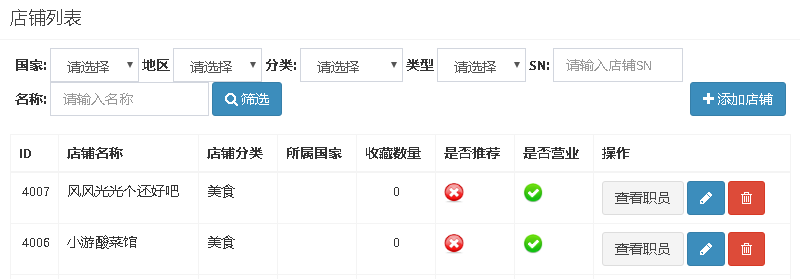 店铺列表
国家: 请选择 地区 请选择 分类: 请选择 类型 请选择 SN: 请输入店铺SN
名称: 请输入名称 筛选 添加店铺
ID 店铺名称 店铺分类 所属国家 收藏数量 是否推荐 是否营业 操作
4007 风风光光个还好吧 美食 0 查看职员
4006 小游酸菜馆 美食 0 查看职员